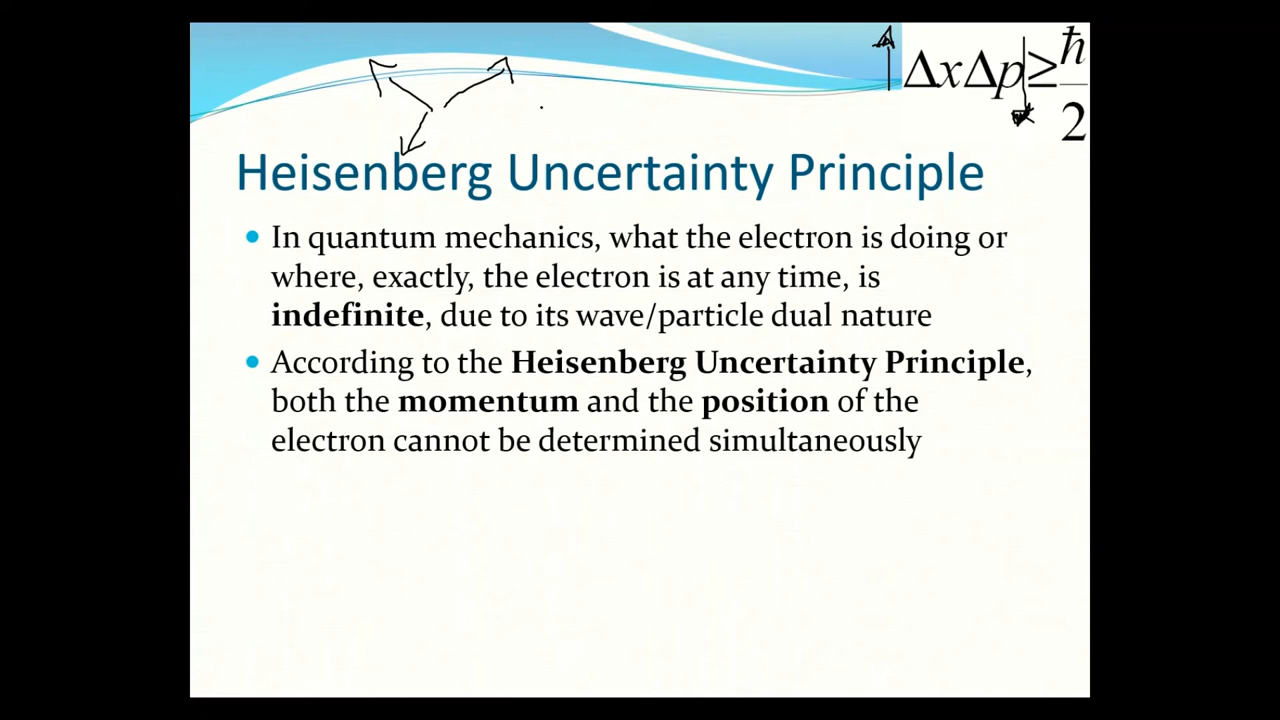 ΔxΔp≥ħ/2
Heisenberg Uncertainty Principle
• In quantum mechanics, what the electron is doing or
where, exactly, the electron is at any time, is
indefinite, due to its wave/particle dual nature
• According to the Heisenberg Uncertainty Principle,
both the momentum and the position of the
electron cannot be determined simultaneously